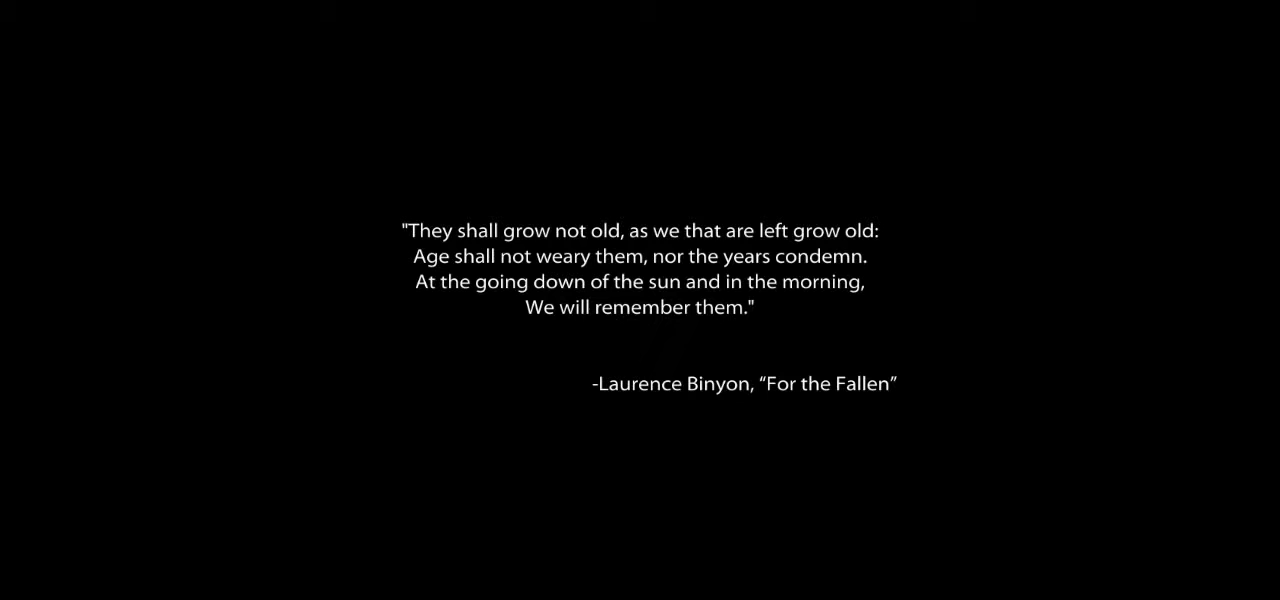 "They shall grow not old, as we that are left grow old:
Age shall not weary them, nor the years condemn.
At the going down of the sun and in the morning,
We will remember them."
-Laurence Binyon, “For the Fallen”